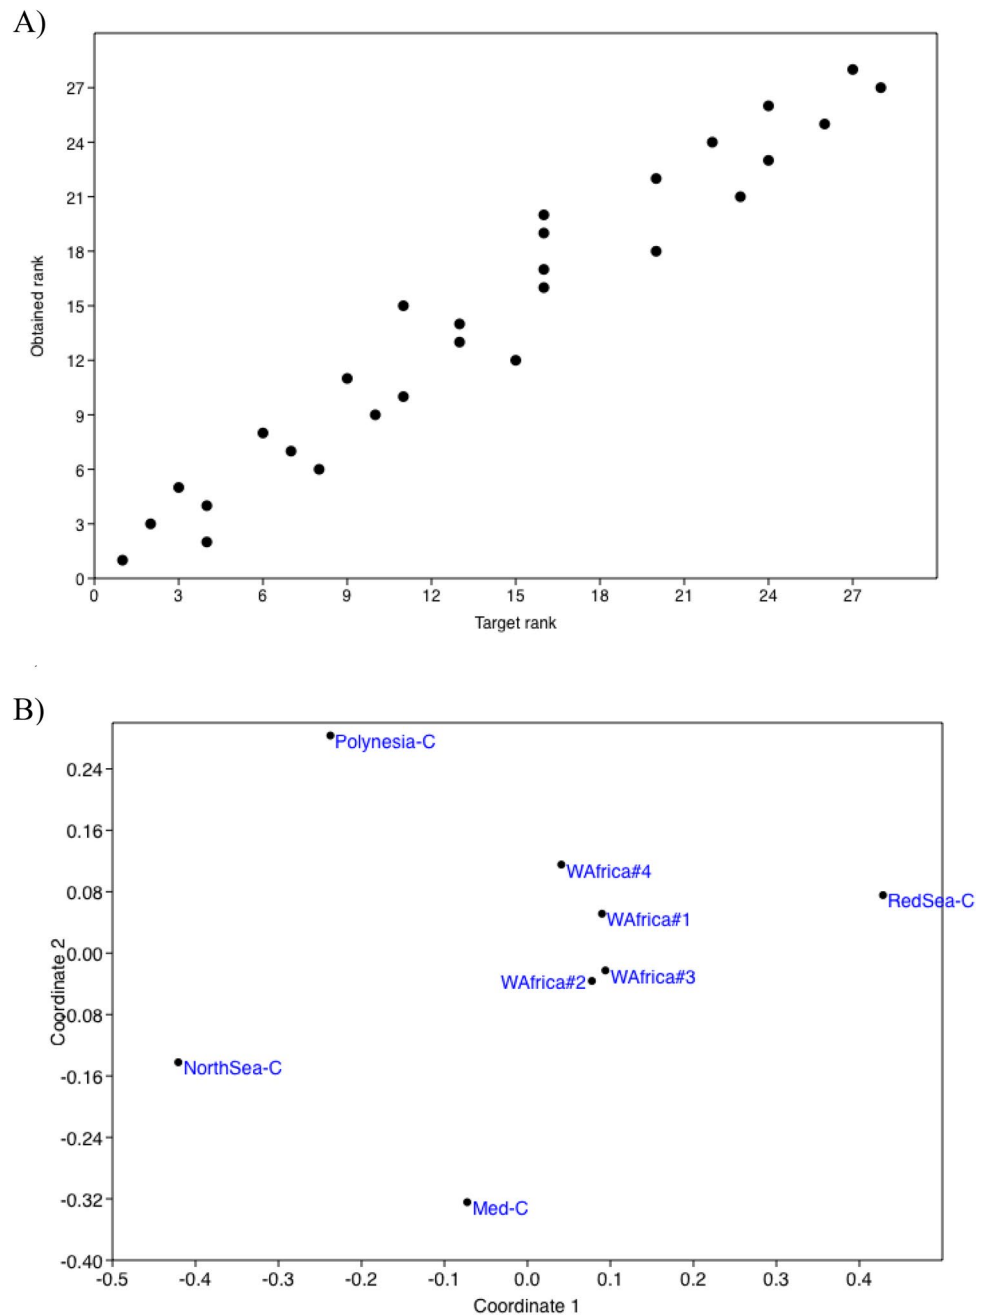 A)
27
24
21
18
15
12
9
6
3
0
Obtained rank
0 3 6 9 12 15 18 21 24 27
Target rank
B)
0.24
0.16
0.08
0.00
-0.08
-0.16
-0.24
-0.32
-0.40
Coordinate 2
Polynesia-C
WAfrica#4
RedSea-C
WAfrica#1
WAfrica#2 WAfrica#3
NorthSea-C
Med-C
-0.5 -0.4 -0.3 -0.2 -0.1 0.0 0.1 0.2 0.3 0.4
Coordinate 1